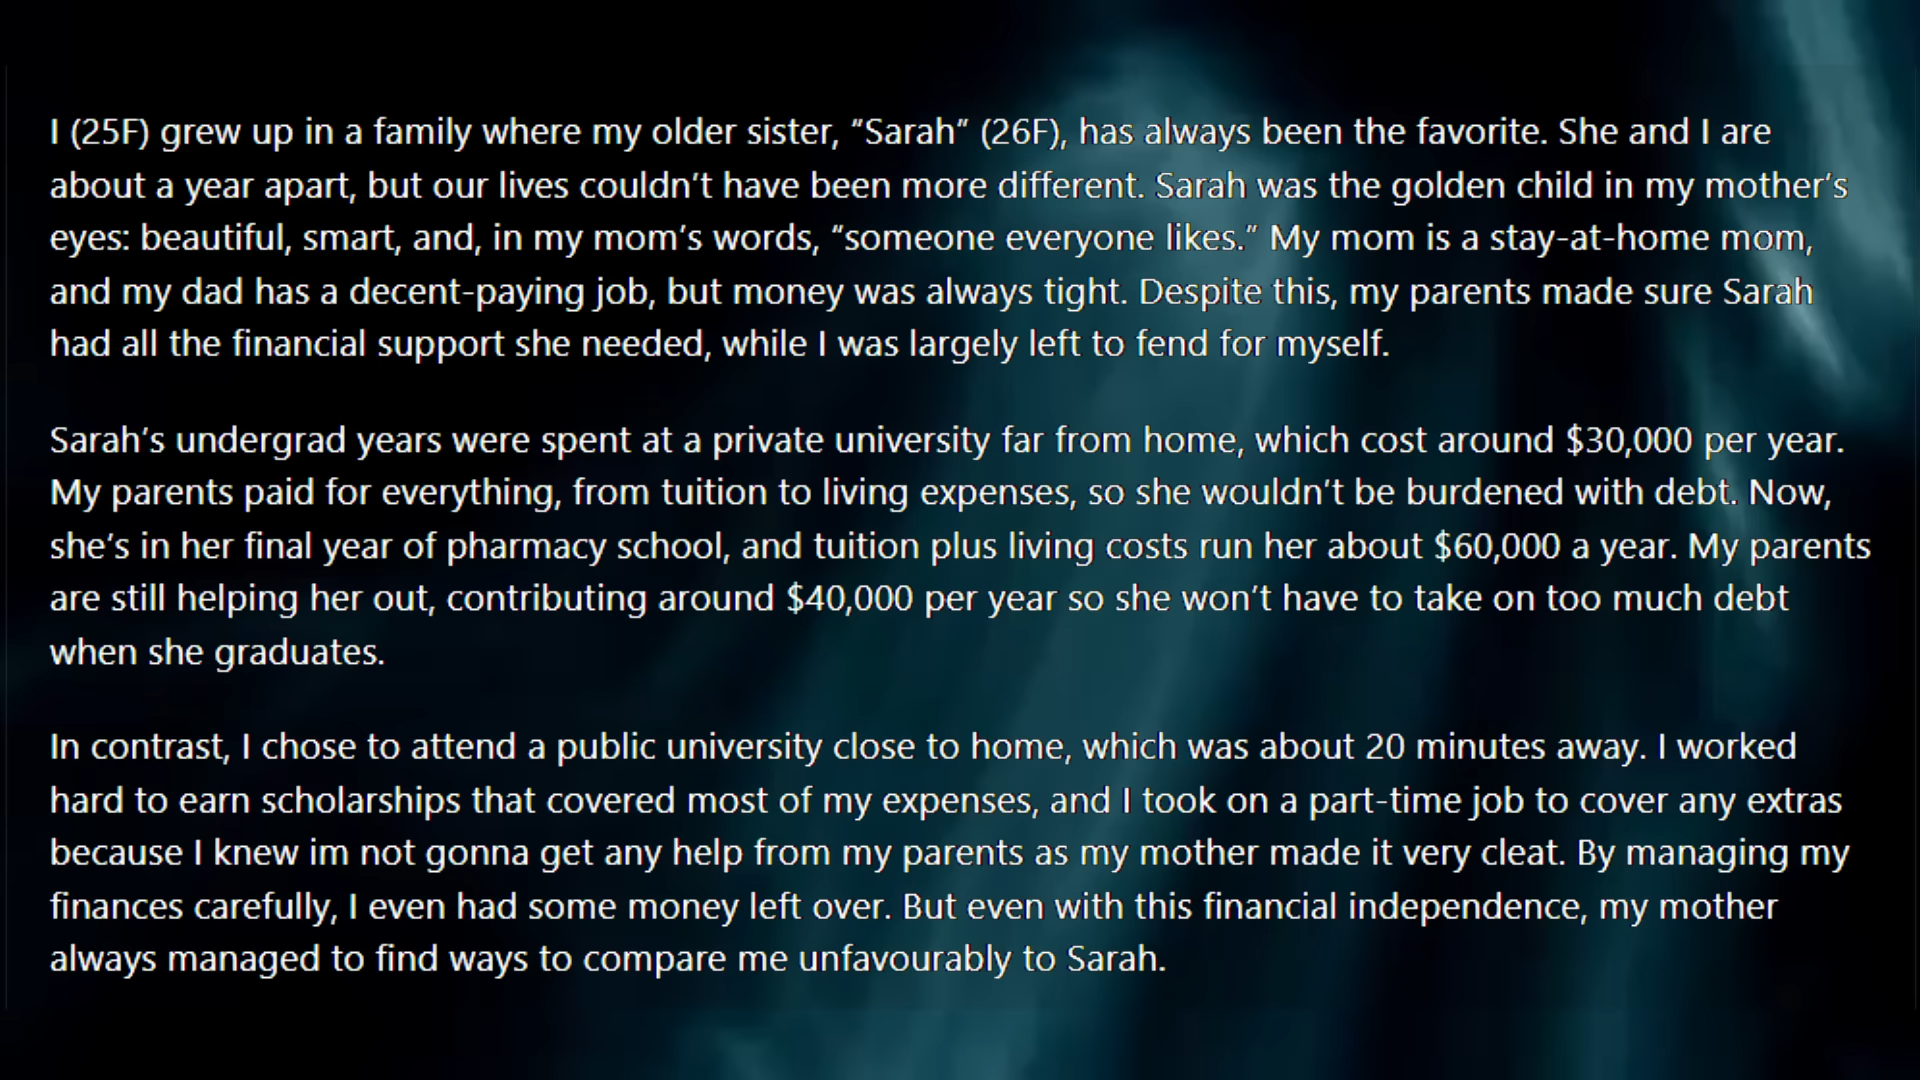 I (25F) grew up in a family where my older sister, “Sarah” (26F), has always been the favorite. She and I are
about a year apart, but our lives couldn’t have been more different. Sarah was the golden child in my mother’s
eyes: beautiful, smart, and, in my mom’s words, “someone everyone likes.” My mom is a stay-at-home mom,
and my dad has a decent-paying job, but money was always tight. Despite this, my parents made sure Sarah
had all the financial support she needed, while I was largely left to fend for myself.
Sarah’s undergrad years were spent at a private university far from home, which cost around $30,000 per year.
My parents paid for everything, from tuition to living expenses, so she wouldn’t be burdened with debt. Now,
she’s in her final year of pharmacy school, and tuition plus living costs run her about $60,000 a year. My parents
are still helping her out, contributing around $40,000 per year so she won’t have to take on too much debt
when she graduates.
In contrast, I chose to attend a public university close to home, which was about 20 minutes away. I worked
hard to earn scholarships that covered most of my expenses, and I took on a part-time job to cover any extras
because I knew im not gonna get any help from my parents as my mother made it very cleat. By managing my
finances carefully, I even had some money left over. But even with this financial independence, my mother
always managed to find ways to compare me unfavourably to Sarah.